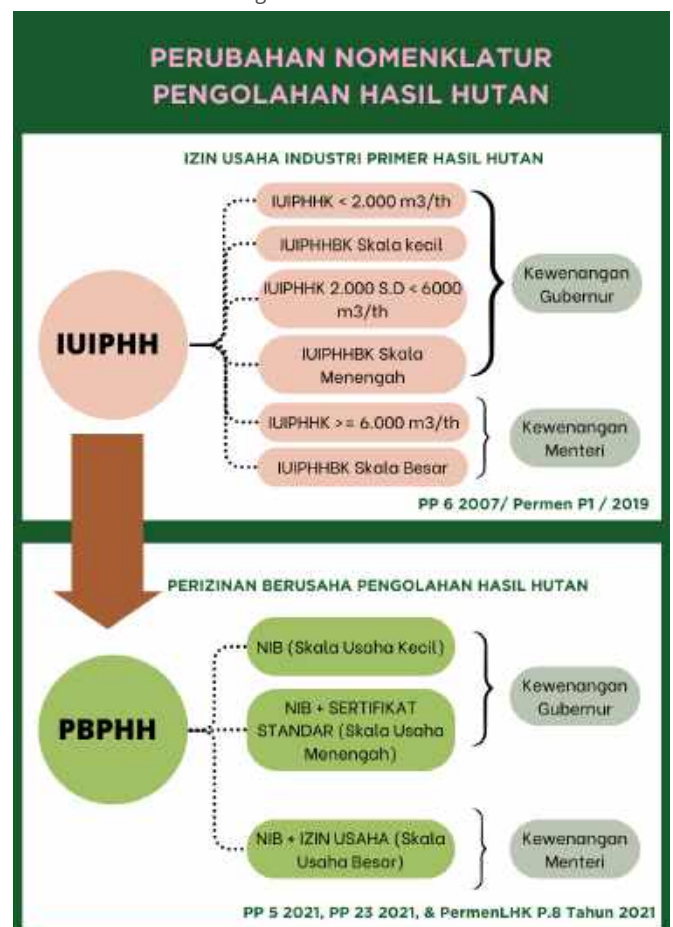 PERUBAHAN NOMENKLATUR
PENGOLAHAN HASIL HUTAN
IZIN USAHA INDUSTRI PRIMER HASIL HUTAN
IUIPHH
IUIPHHK < 2.000 m3/th
IUIPHHBK Skala kecil
IUIPHHK 2.000 S.D < 6000
m3/th
IUIPHHBK Skala
Menengah
Kewenangan
Gubernur
IUIPHHK >= 6.000 m3/th
IUIPHHBK Skala Besar
Kewenangan
Menteri
PP 6 2007/ Permen P1 / 2019
PERIZINAN BERUSAHA PENGOLAHAN HASIL HUTAN
PBPHH
NIB (Skala Usaha Kecil)
NIB + SERTIFIKAT
STANDAR (Skala Usaha
Menengah)
Kewenangan
Gubernur
NIB + IZIN USAHA (Skala
Usaha Besar)
Kewenangan
Menteri
PP 5 2021, PP 23 2021, & PermenLHK P.8 Tahun 2021